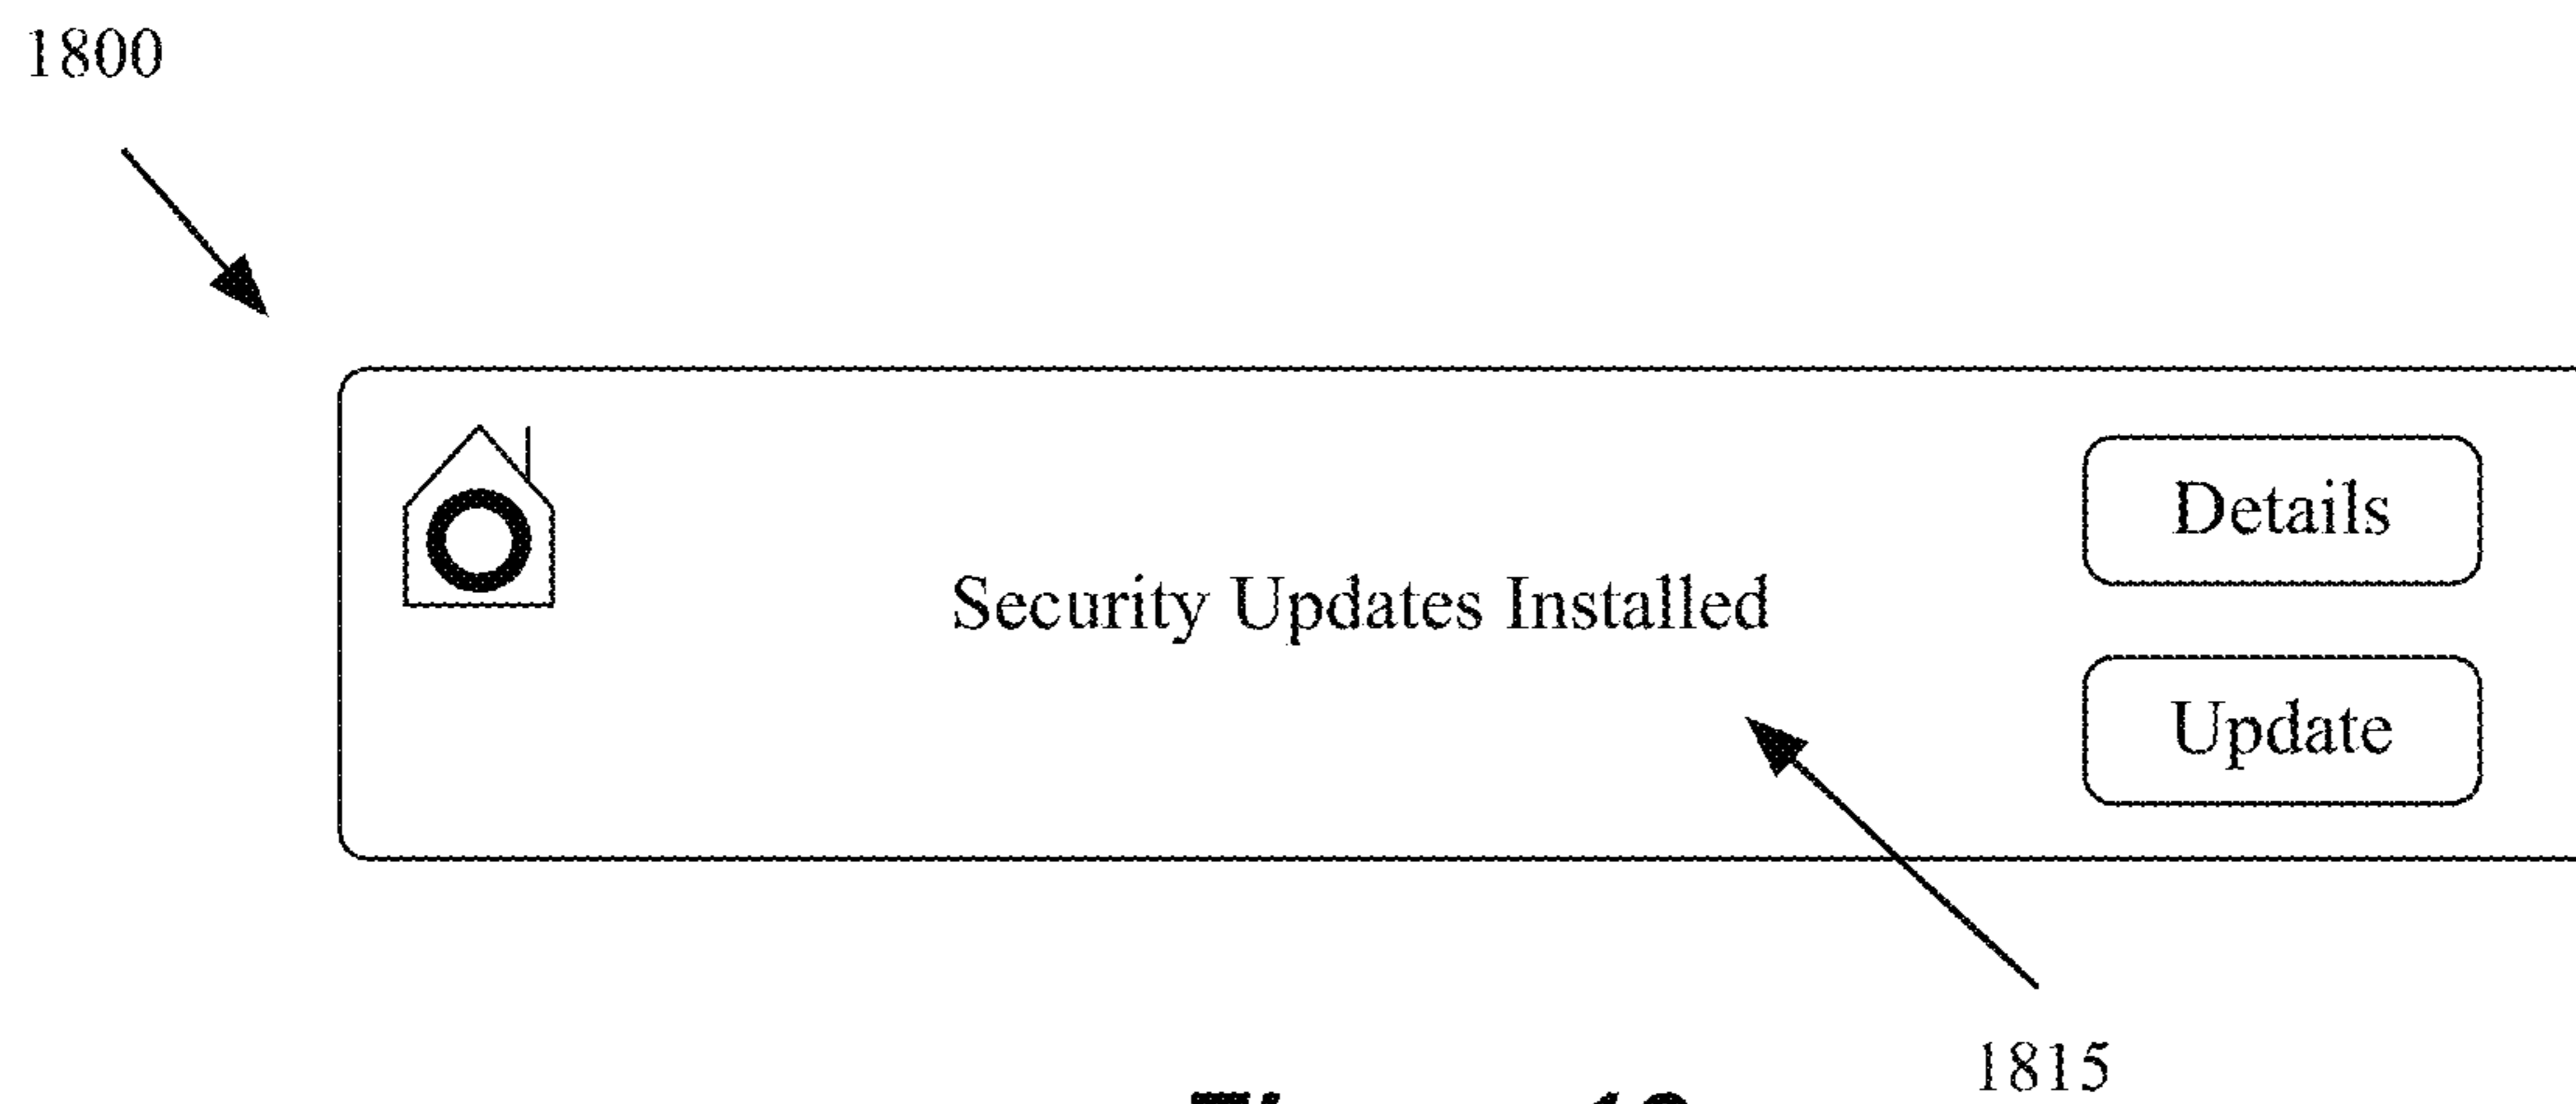 1800
Details
Security Updates Installed
Update
1815